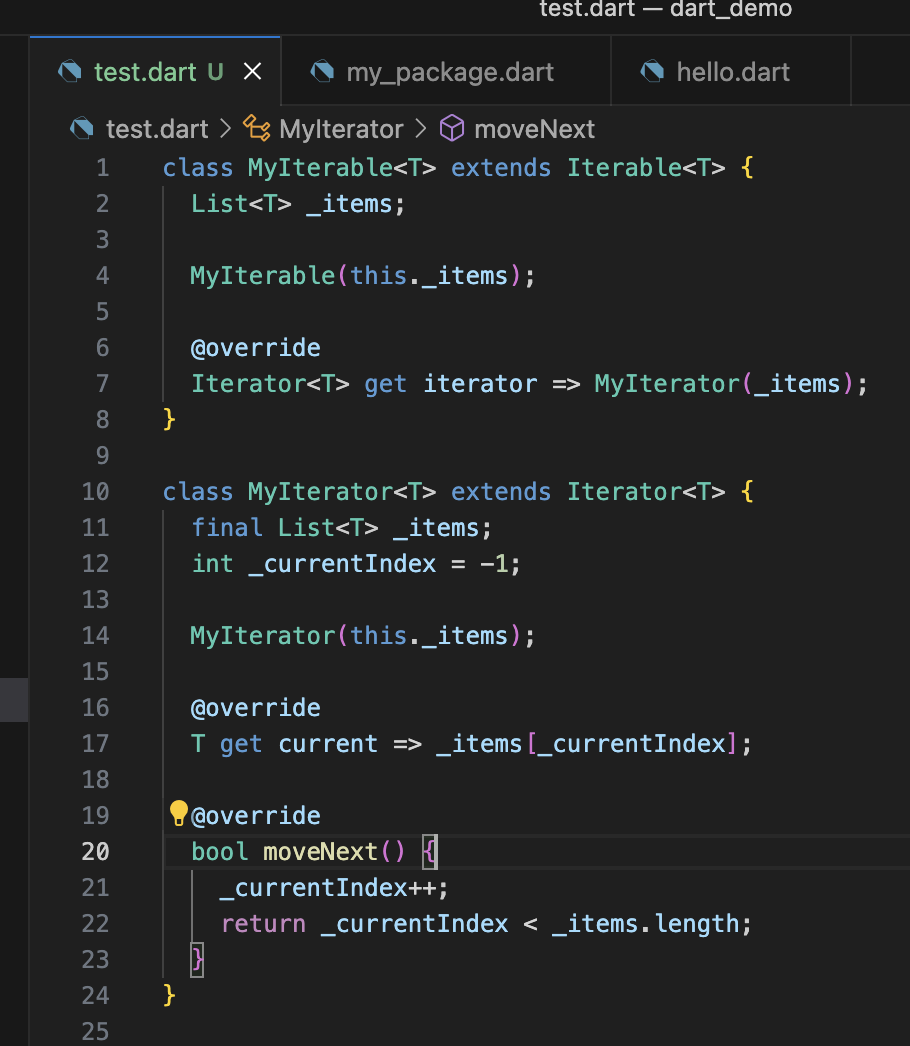 test.dart — dart_demo
test.dart U my_package.dart hello.dart
test.dart > MyIterator > moveNext
1 class MyIterable<T> extends Iterable<T> {
2   List<T> _items;
3
4   MyIterable(this._items);
5
6   @override
7   Iterator<T> get iterator => MyIterator(_items);
8 }
9
10 class MyIterator<T> extends Iterator<T> {
11   final List<T> _items;
12   int _currentIndex = -1;
13
14   MyIterator(this._items);
15
16   @override
17   T get current => _items[_currentIndex];
18
19   @override
20   bool moveNext() {
21     _currentIndex++;
22     return _currentIndex < _items.length;
23   }
24 }
25